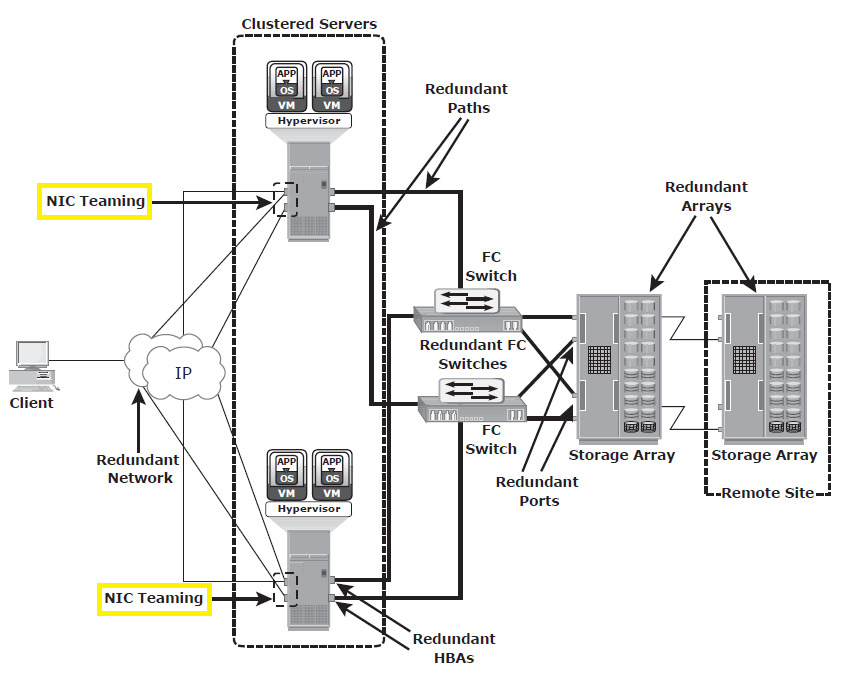 Clustered Servers
APP
OS
VM
APP
OS
VM
Hypervisor
Redundant
Paths
NIC Teaming
Redundant
Arrays
FC
Switch
Redundant FC
Switches
IP
Client
FC
Switch
Storage Array
Storage Array
Redundant
Network
Redundant
Ports
Remote Site
APP
OS
VM
APP
OS
VM
Hypervisor
NIC Teaming
Redundant
HBAs